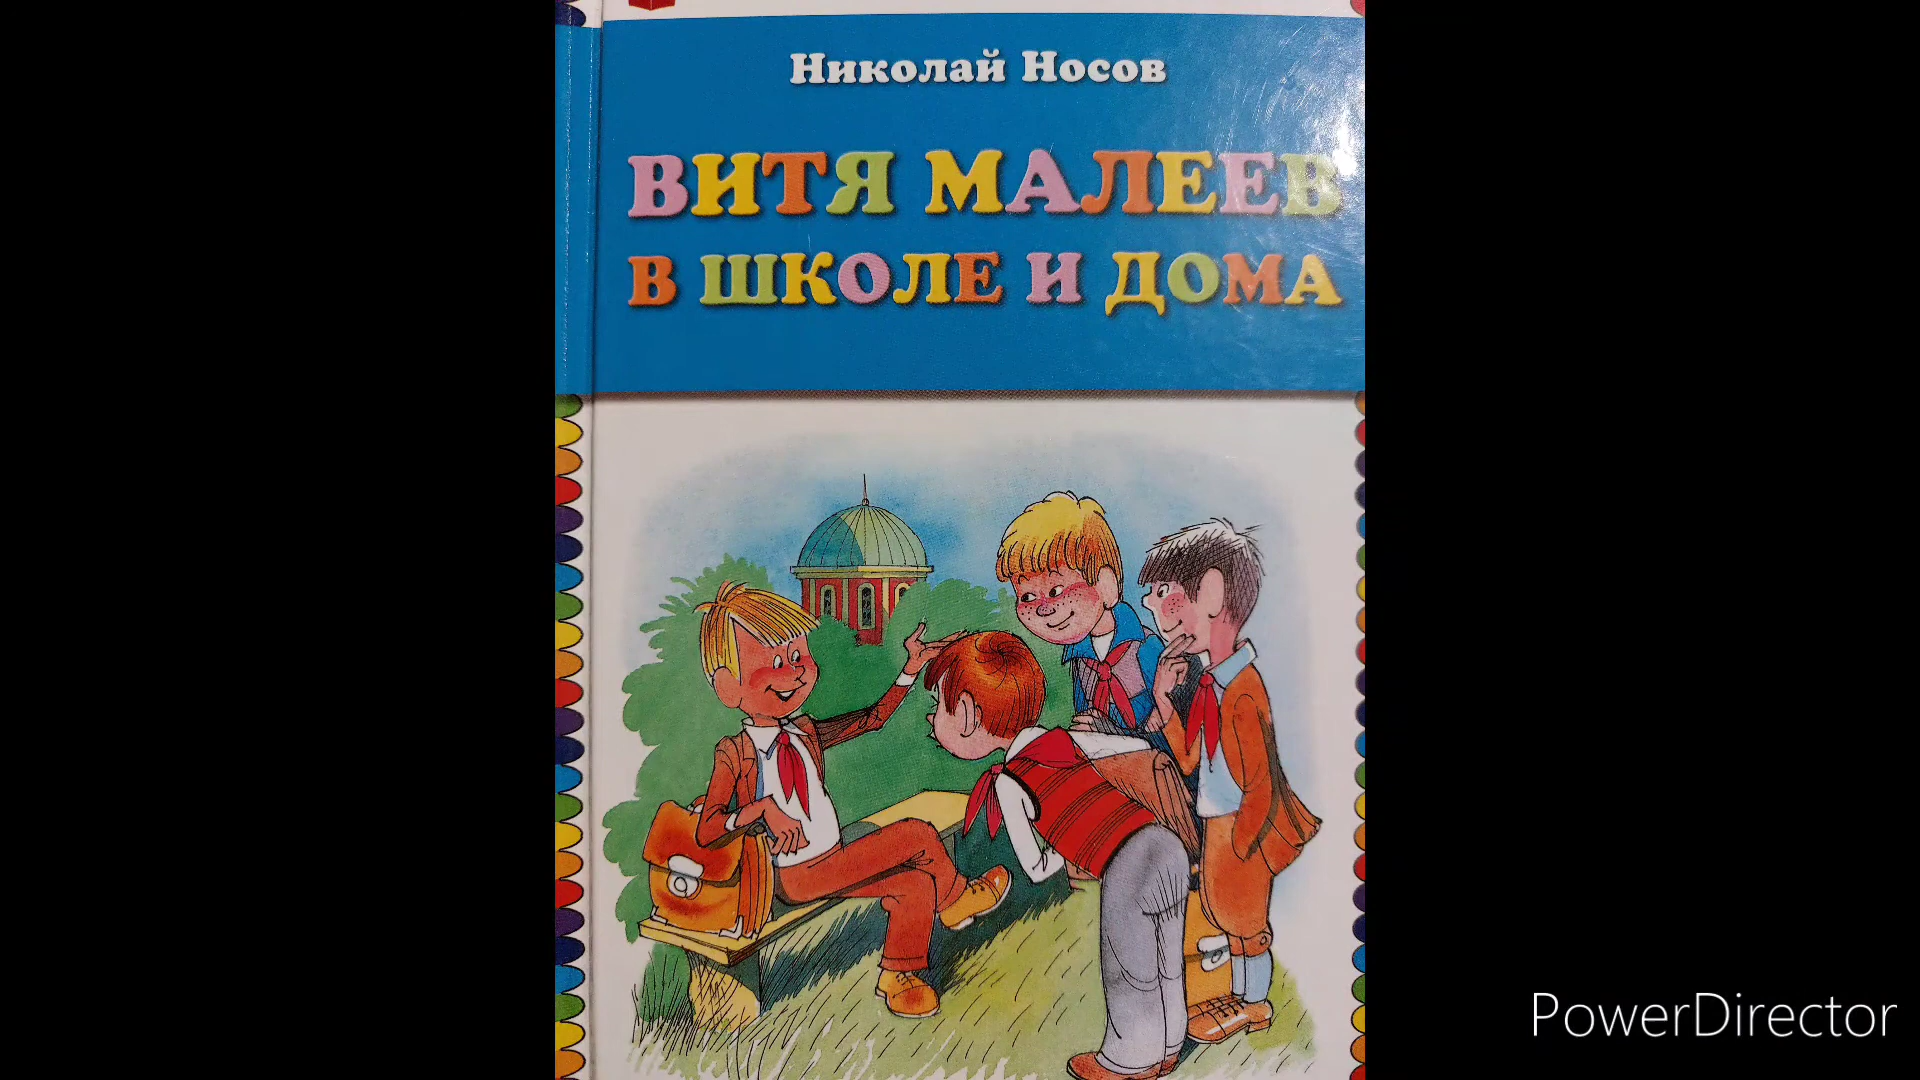 Николай Носов
ВИТЯ МАЛЕЕВ
В ШКОЛЕ И ДОМА
PowerDirector